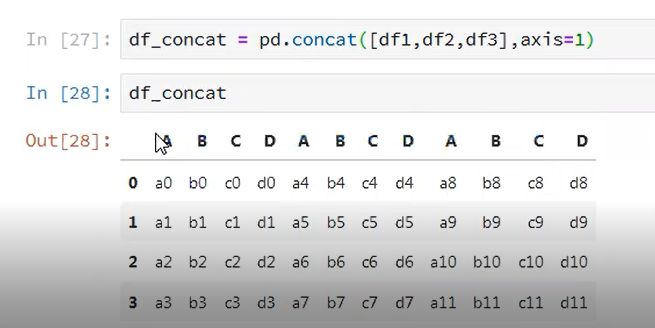 In [27]: df_concat = pd.concat([df1,df2,df3],axis=1)
In [28]: df_concat
Out[28]: A B C D A B C D A B C D
0 a0 b0 c0 d0 a4 b4 c4 d4 a8 b8 c8 d8
1 a1 b1 c1 d1 a5 b5 c5 d5 a9 b9 c9 d9
2 a2 b2 c2 d2 a6 b6 c6 d6 a10 b10 c10 d10
3 a3 b3 c3 d3 a7 b7 c7 d7 a11 b11 c11 d11